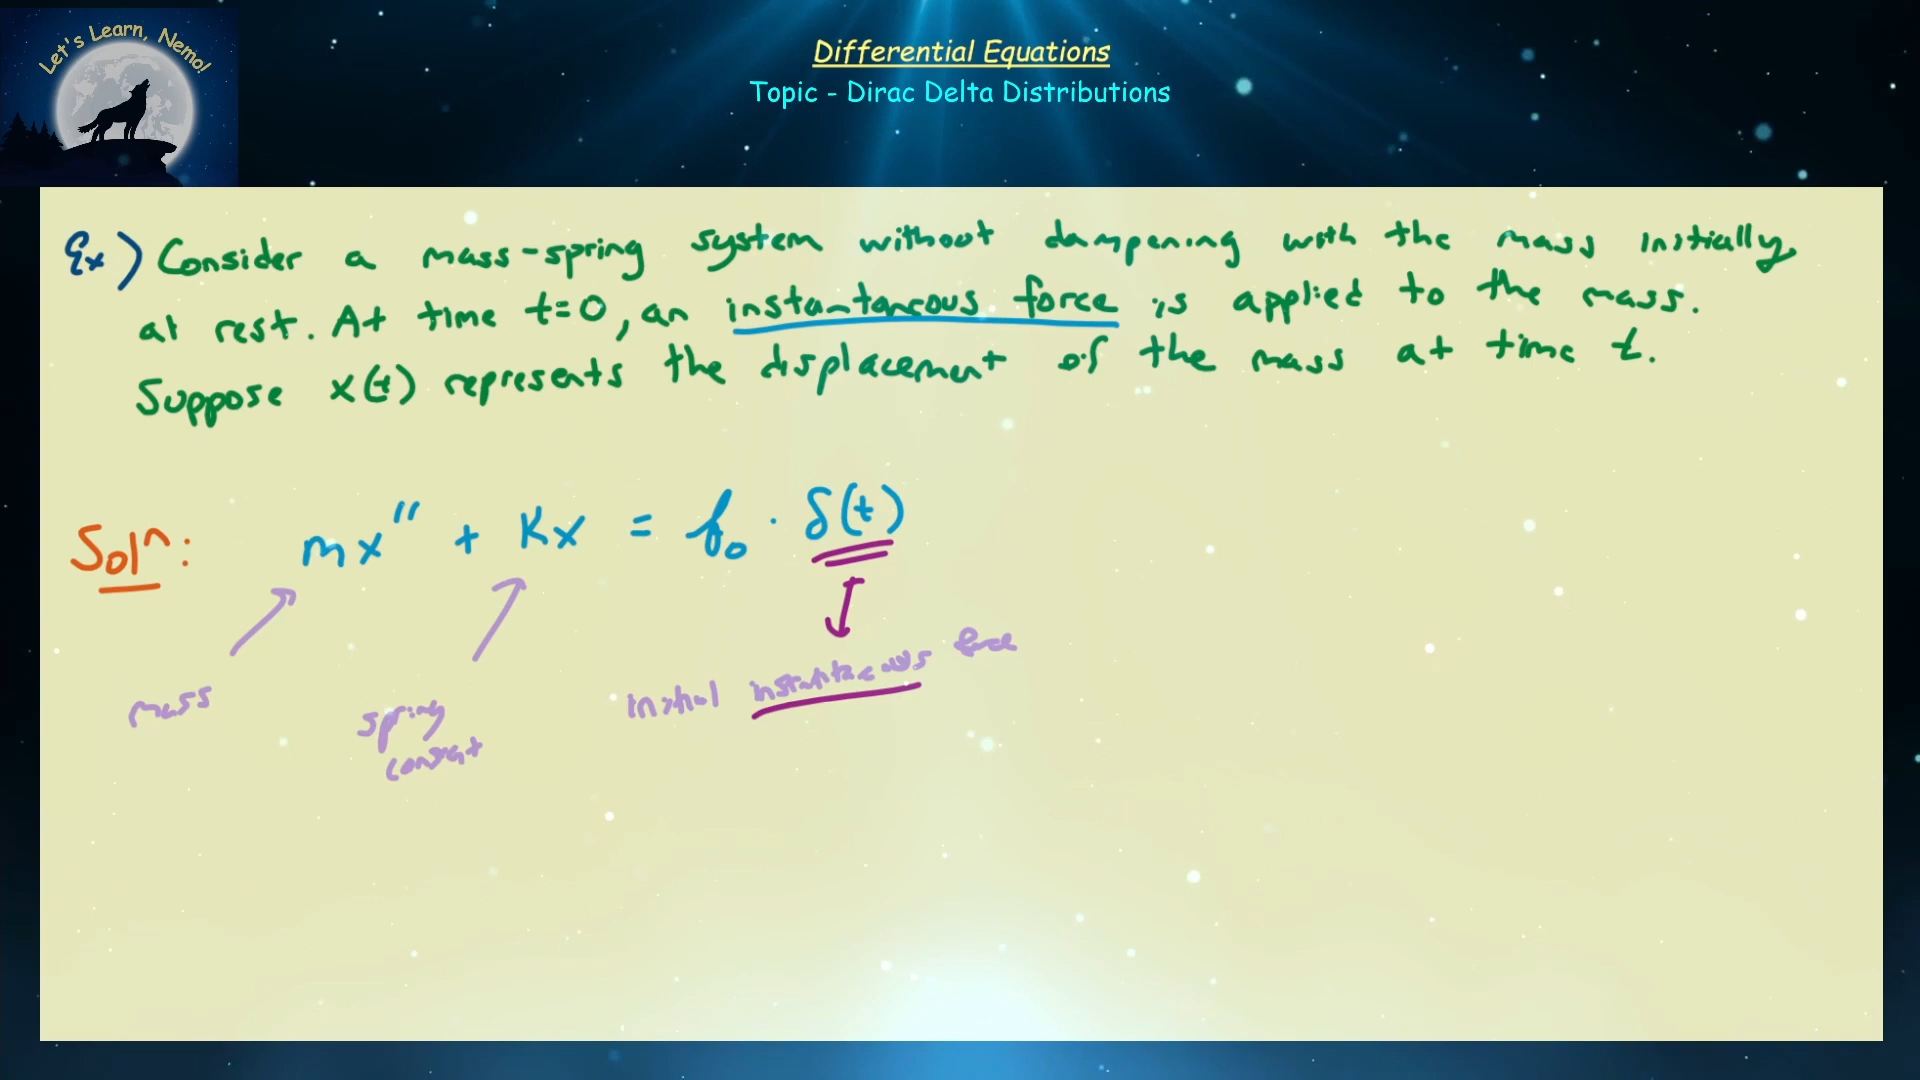 Let's Learn, Nemo!
Differential Equations
Topic - Dirac Delta Distributions
Ex) Consider a mass-spring system without dampening with the mass initially
at rest. At time t=0, an instantaneous force is applied to the mass.
Suppose x(t) represents the displacement of the mass at time t.
Solⁿ: mx'' + Kx = f₀ · δ(t)
mass
spring
constant
initial instantaneous force